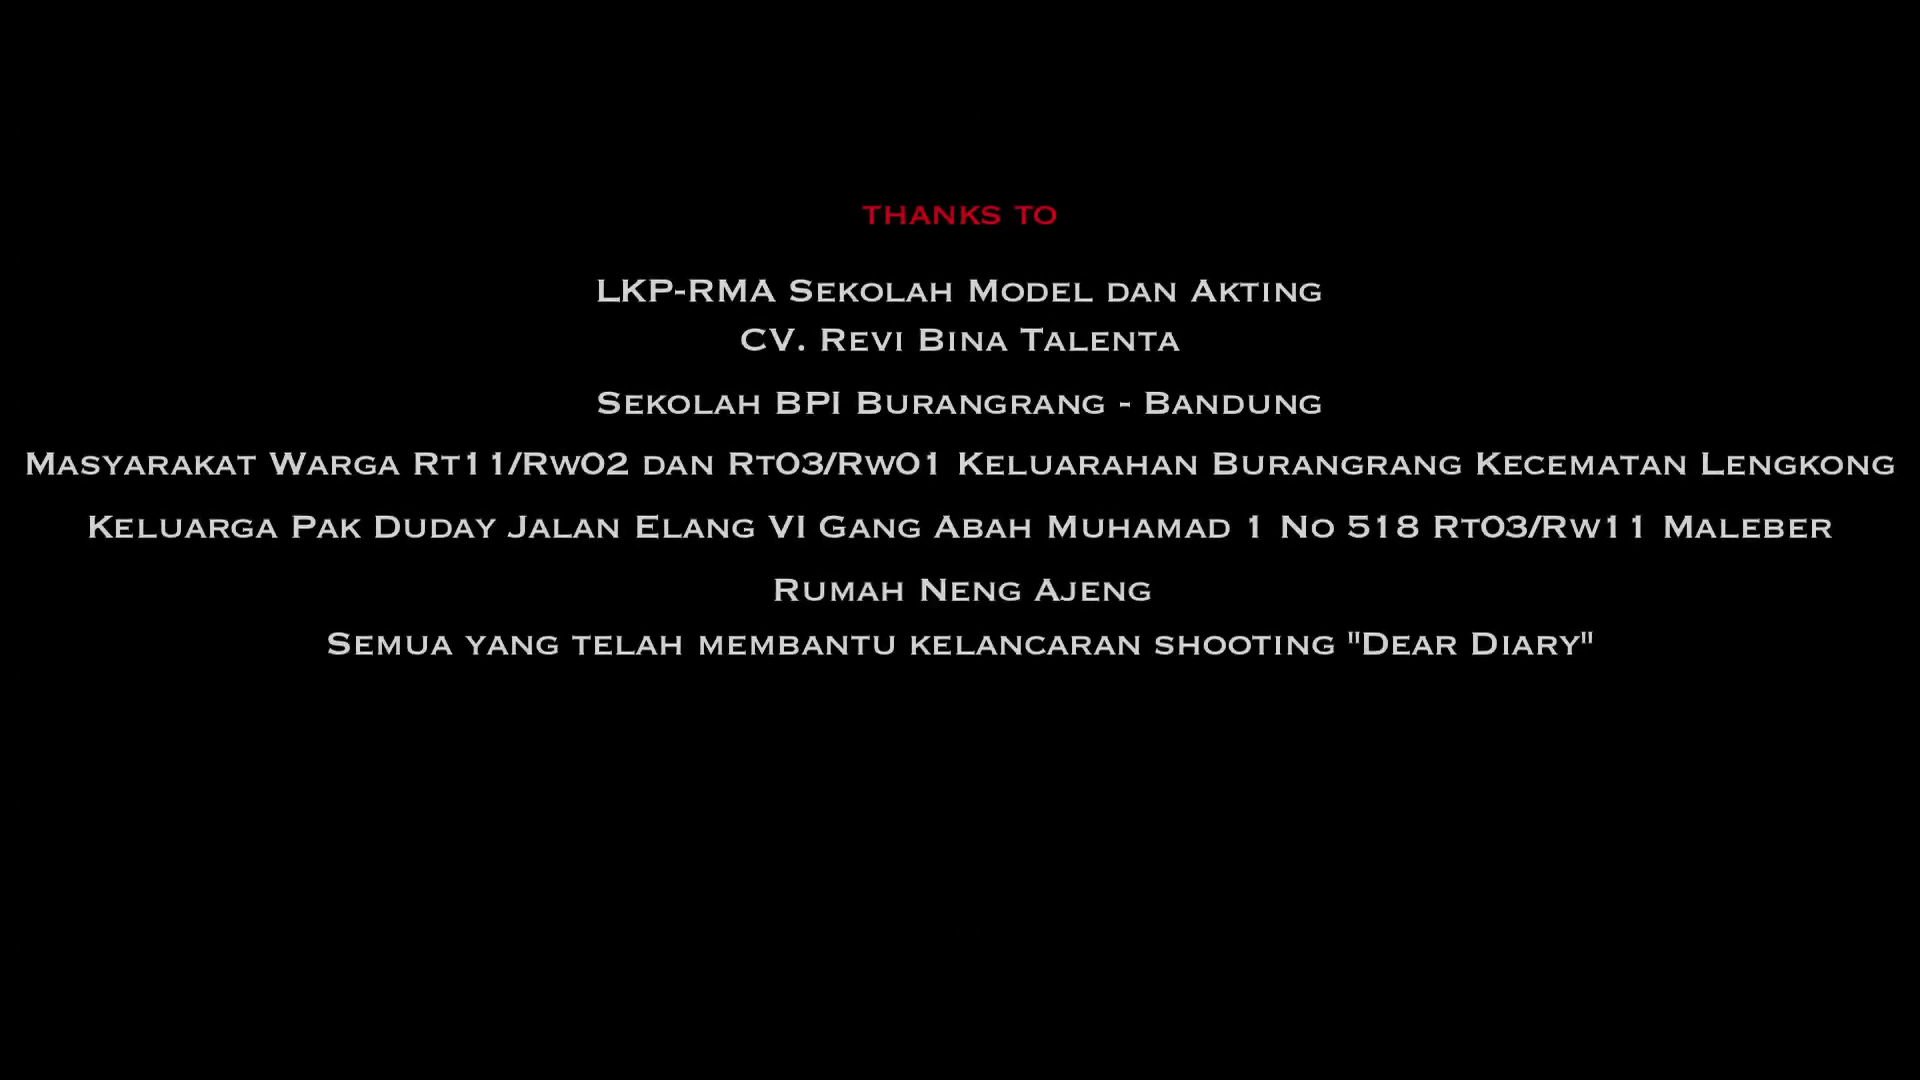 THANKS TO
LKP-RMA Sekolah Model dan Akting
CV. Revi Bina Talenta
Sekolah BPI Burangrang - Bandung
Masyarakat Warga Rt11/Rw02 dan Rt03/Rw01 Keluarahan Burangrang Kecematan Lengkong
Keluarga Pak Duday Jalan Elang VI Gang Abah Muhamad 1 No 518 Rt03/Rw11 Maleber
Rumah Neng Ajeng
Semua yang telah membantu kelancaran shooting "Dear Diary"